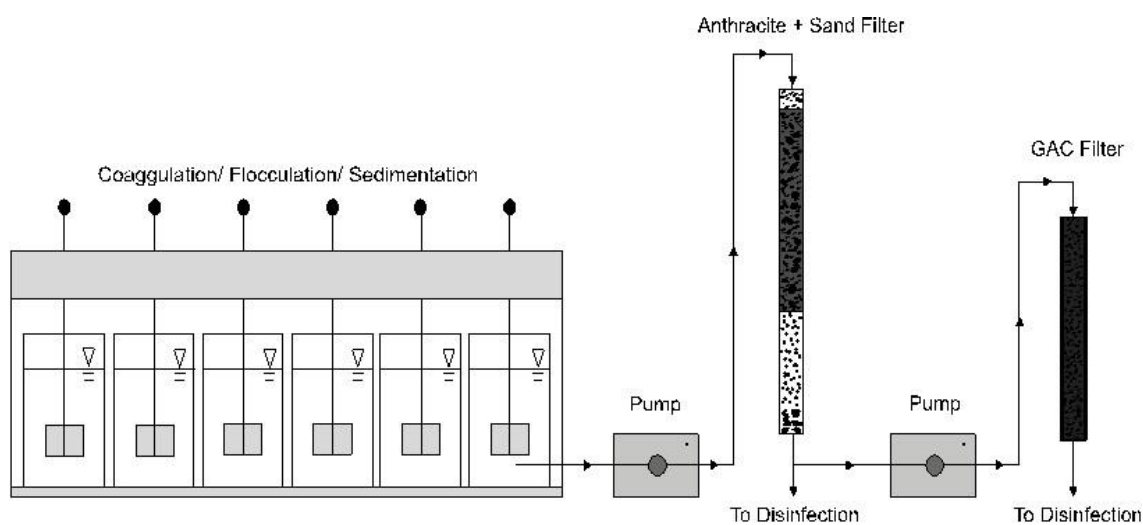 Anthracite + Sand Filter
GAC Filter
Coaggulation/ Flocculation/ Sedimentation
Pump
Pump
To Disinfection
To Disinfection